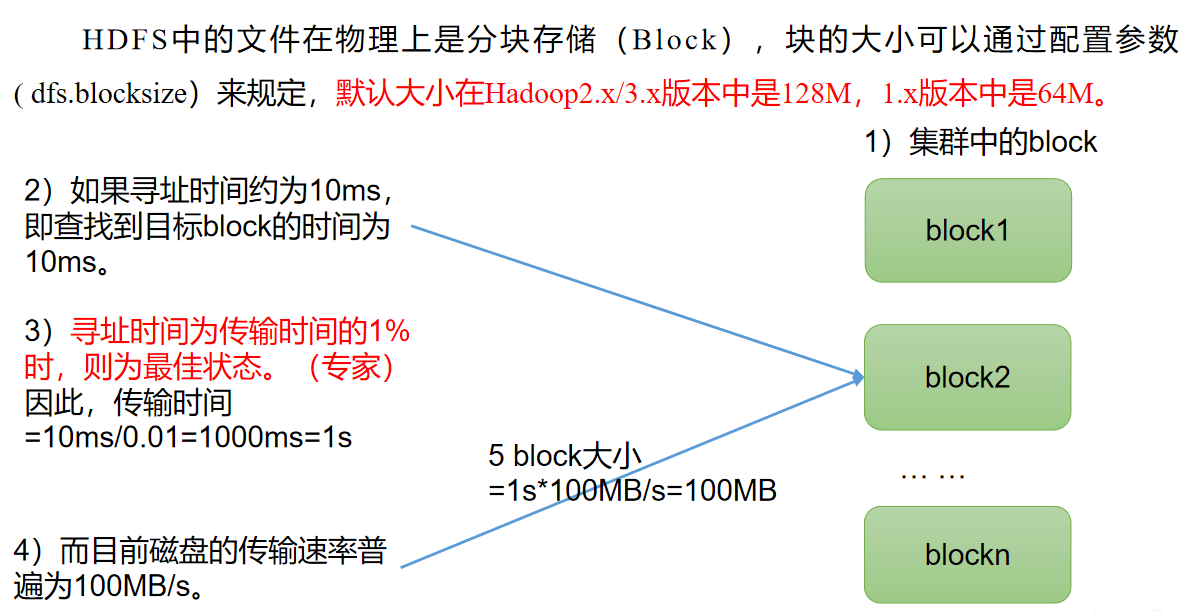 HDFS中的文件在物理上是分块存储（Block），块的大小可以通过配置参数
( dfs.blocksize）来规定，默认大小在Hadoop2.x/3.x版本中是128M，1.x版本中是64M。
1）集群中的block
block1
2）如果寻址时间约为10ms，
即查找到目标block的时间为
10ms。
3）寻址时间为传输时间的1%
时，则为最佳状态。（专家）
因此，传输时间
=10ms/0.01=1000ms=1s
block2
5 block大小
=1s*100MB/s=100MB
… …
4）而目前磁盘的传输速率普
遍为100MB/s。
blockn